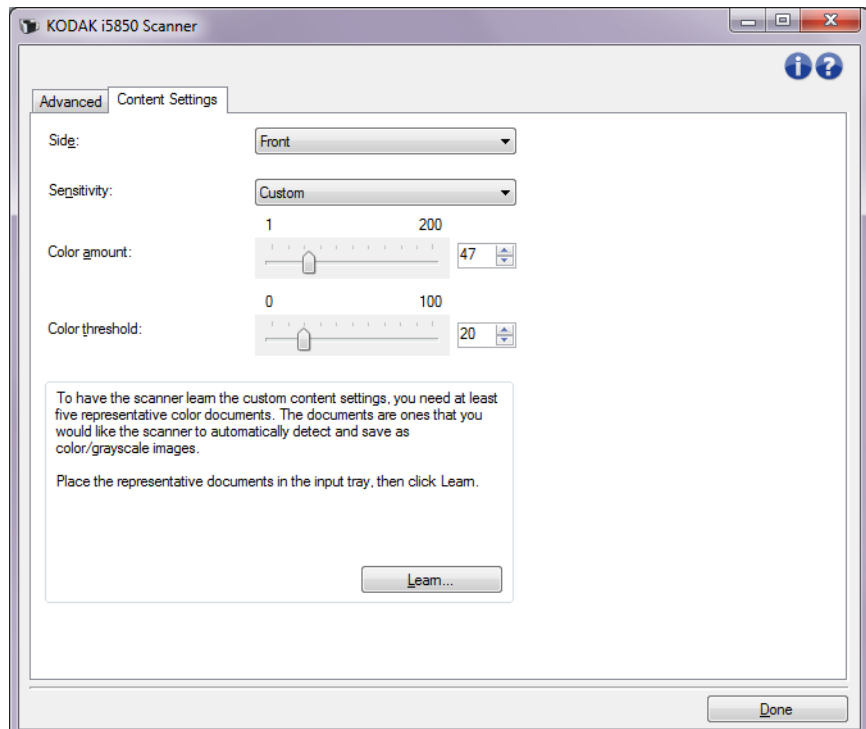 KODAK i5850 Scanner
Advanced
Content Settings
Side:
Front
Sensitivity:
Custom
1 200
Color amount:
47
0 100
Color threshold:
20
To have the scanner learn the custom content settings, you need at least
five representative color documents. The documents are ones that you
would like the scanner to automatically detect and save as
color/grayscale images.
Place the representative documents in the input tray, then click Learn.
Learn...
Done